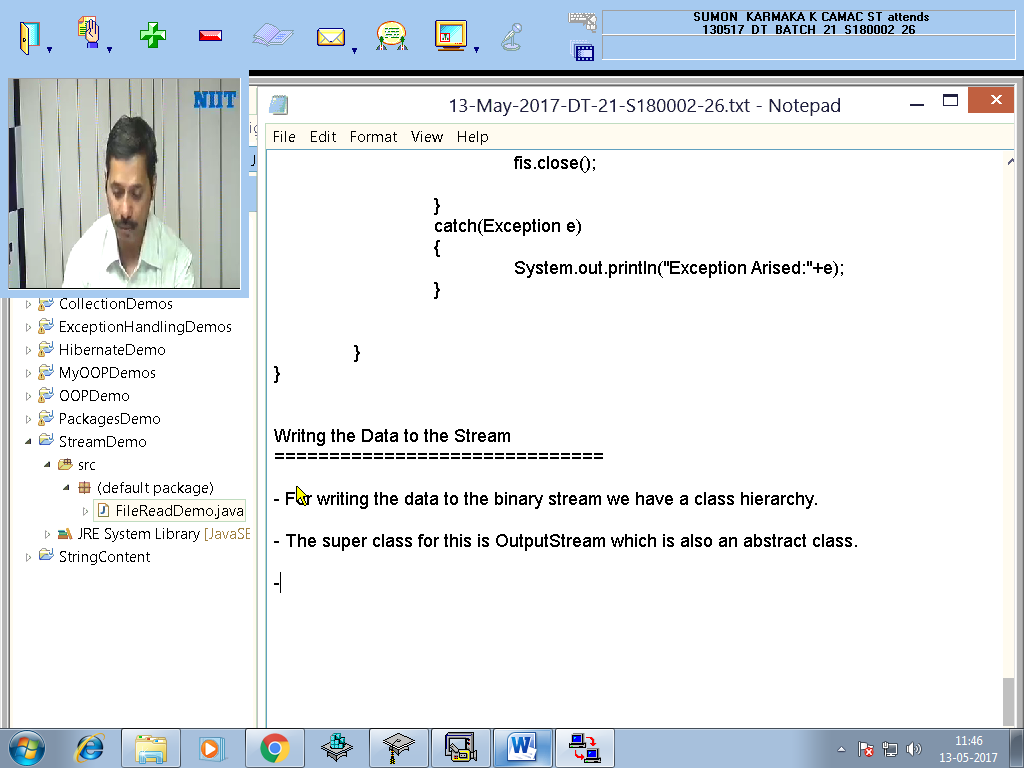 SUMON KARMAKA K CAMAC ST attends
130517 DT BATCH 21 S180002 26
NIIT
13-May-2017-DT-21-S180002-26.txt - Notepad
File Edit Format View Help
fis.close();
}
catch(Exception e)
{
System.out.println("Exception Arised:"+e);
}
}
}
Writng the Data to the Stream
==============================
- For writing the data to the binary stream we have a class hierarchy.
- The super class for this is OutputStream which is also an abstract class.
-
CollectionDemos
ExceptionHandlingDemos
HibernateDemo
MyOOPDemos
OOPDemo
PackagesDemo
StreamDemo
src
(default package)
FileReadDemo.java
JRE System Library [JavaSE
StringContent
11:46
13-05-2017